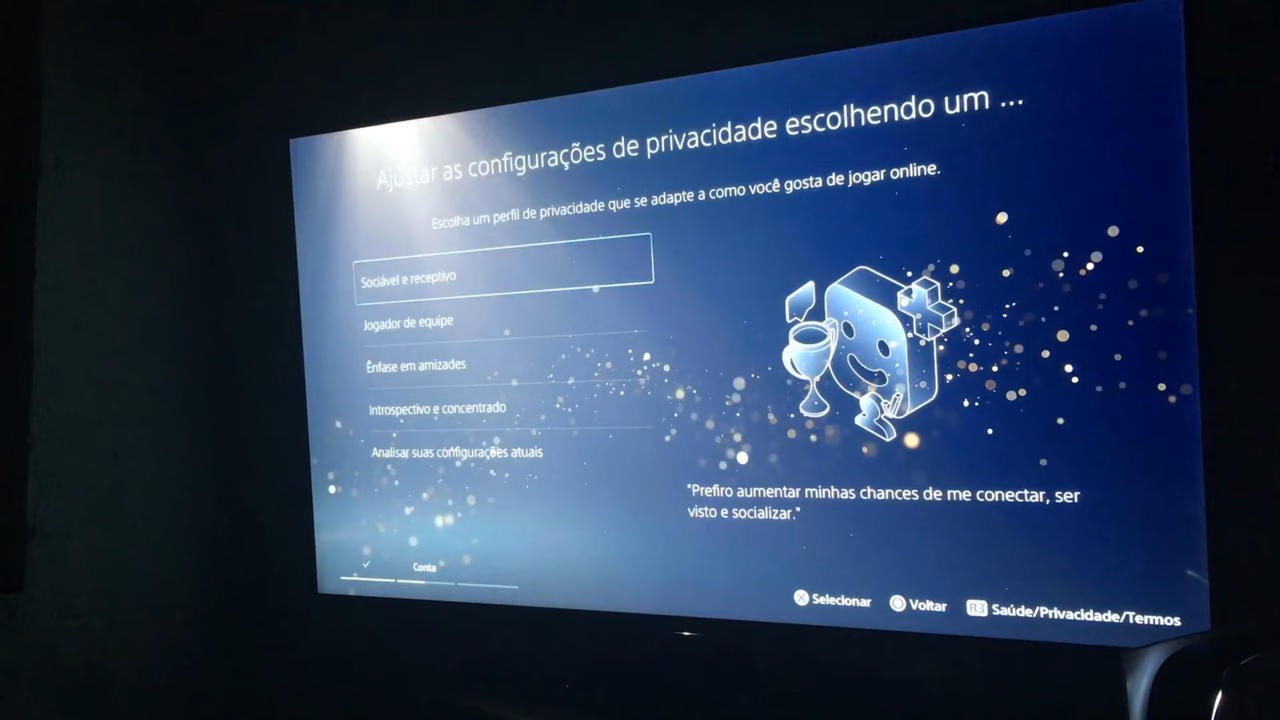 Ajustar as configurações de privacidade escolhendo um ...
Escolha um perfil de privacidade que se adapte a como você gosta de jogar online.
Sociável e receptivo
Jogador de equipe
Ênfase em amizades
Introspectivo e concentrado
Analisar suas configurações atuais
"Prefiro aumentar minhas chances de me conectar, ser
visto e socializar."
Conta
Selecionar
Voltar
R3 Saúde/Privacidade/Termos